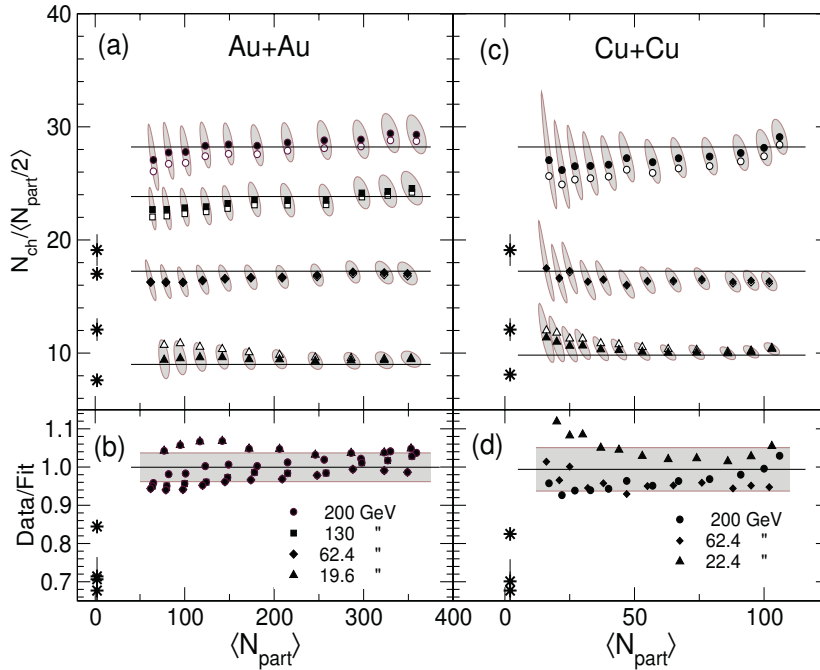 (a) Au+Au
(c) Cu+Cu
N_ch/⟨N_part/2⟩
40
30
20
10
(b)
(d)
Data/Fit
1.1
1.0
0.9
0.8
0.7
200 GeV
130 "
62.4 "
19.6 "
200 GeV
62.4 "
22.4 "
0 100 200 300 400 0 50 100
⟨N_part⟩ ⟨N_part⟩